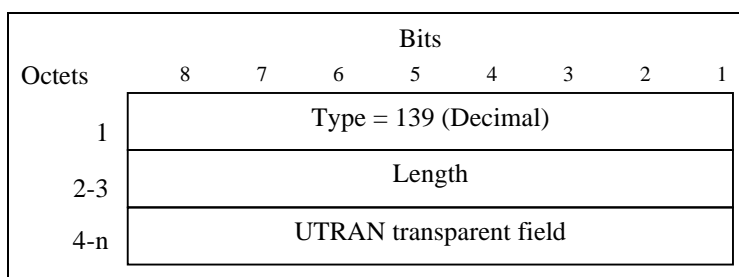 Bits
Octets 8 7 6 5 4 3 2 1
1 Type = 139 (Decimal)
2-3 Length
4-n UTRAN transparent field